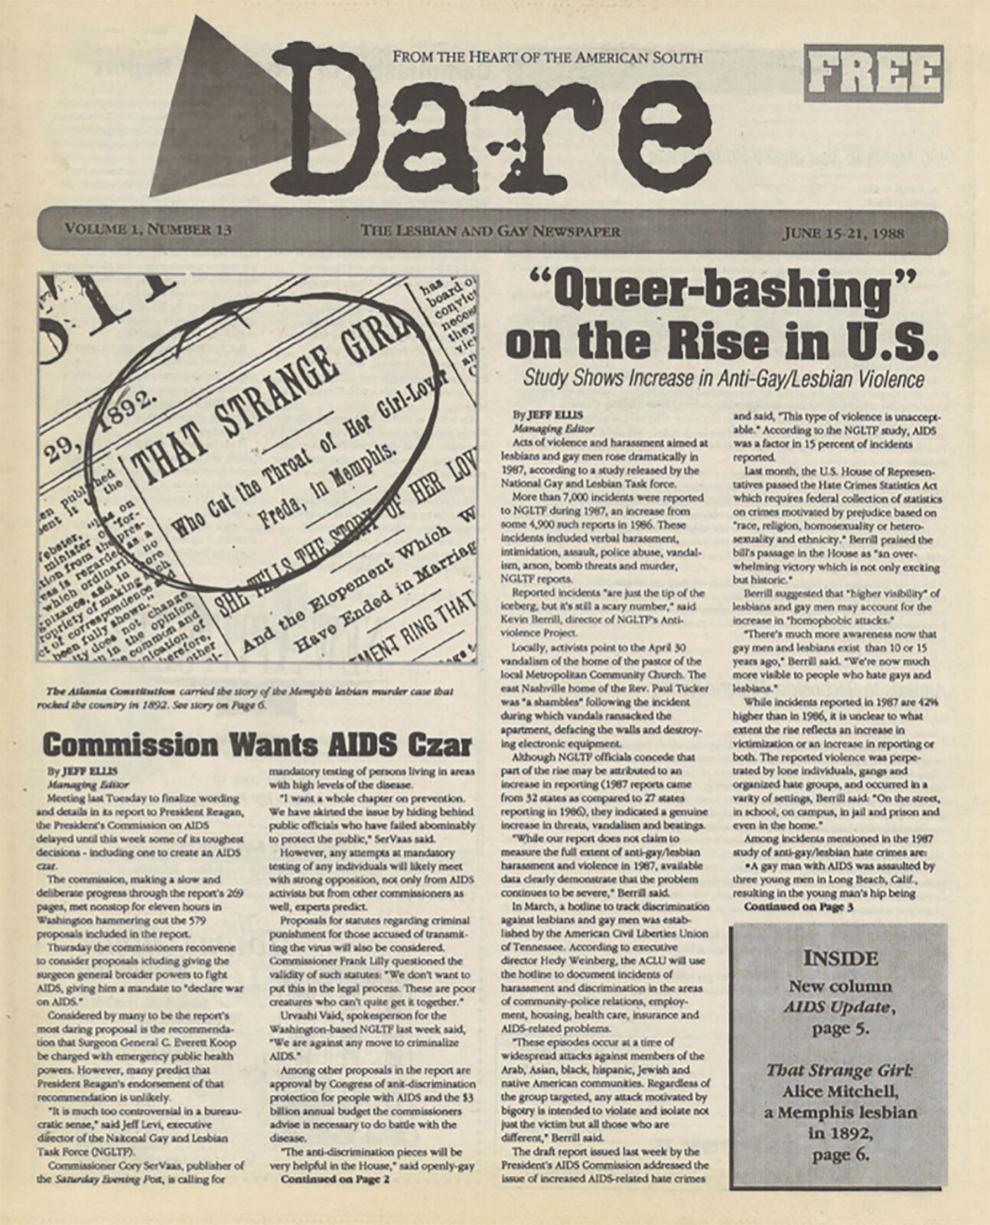 FROM THE HEART OF THE AMERICAN SOUTH
Dare
FREE
VOLUME 1, NUMBER 13
THE LESBIAN AND GAY NEWSPAPER
JUNE 15-21, 1988
29, 1892.
THAT STRANGE GIRL
Who Cut the Throat of Her Girl-Lover
Freda, in Memphis.
SHE TELLS THE STORY OF HER LOV
And the Elopement Which W
Have Ended in Marriag
MENT RING THAT
The Atlanta Constitution carried the story of the Memphis lesbian murder case that
rocked the country in 1892. See story on Page 6.
Commission Wants AIDS Czar
By JEFF ELLIS
Managing Editor
Meeting last Tuesday to finalize wording
and details in its report to President Reagan,
the President's Commission on AIDS
delayed until this week some of its toughest
decisions - including one to create an AIDS
czar.
The commission, making a slow and
deliberate progress through the report's 269
pages, met nonstop for eleven hours in
Washington hammering out the 579
proposals included in the report.
Thursday the commissioners reconvene
to consider proposals icluding giving the
surgeon general broader powers to fight
AIDS, giving him a mandate to "declare war
on AIDS."
Considered by many to be the report's
most daring proposal is the recommenda-
tion that Surgeon General C. Everett Koop
be charged with emergency public health
powers. However, many predict that
President Reagan's endorsement of that
recommendation is unlikely.
"It is much too controversial in a bureau-
cratic sense," said Jeff Levi, executive
director of the National Gay and Lesbian
Task Force (NGLTF).
Commissioner Cory SerVaas, publisher of
the Saturday Evening Post, is calling for
mandatory testing of persons living in areas
with high levels of the disease.
"I want a whole chapter on prevention.
We have skirted the issue by hiding behind
public officials who have failed abominably
to protect the public," SerVaas said.
However, any attempts at mandatory
testing of any individuals will likely meet
with strong opposition, not only from AIDS
activists but from other commissioners as
well, experts predict.
Proposals for statutes regarding criminal
punishment for those accused of transmit-
ting the virus will also be considered.
Commissioner Frank Lilly questioned the
validity of such statutes: "We don't want to
put this in the legal process. These are poor
creatures who can't quite get it together."
Urvashi Vaid, spokesperson for the
Washington-based NGLTF last week said,
"We are against any move to criminalize
AIDS."
Among other proposals in the report are
approval by Congress of anit-discrimination
protection for people with AIDS and the $3
billion annual budget the commissioners
advise is necessary to do battle with the
disease.
"The anti-discrimination pieces will be
very helpful in the House," said openly-gay
Continued on Page 2
"Queer-bashing"
on the Rise in U.S.
Study Shows Increase in Anti-Gay/Lesbian Violence
By JEFF ELLIS
Managing Editor
Acts of violence and harassment aimed at
lesbians and gay men rose dramatically in
1987, according to a study released by the
National Gay and Lesbian Task force.
More than 7,000 incidents were reported
to NGLTF during 1987, an increase from
some 4,900 such reports in 1986. These
incidents included verbal harassment,
intimidation, assault, police abuse, vandal-
ism, arson, bomb threats and murder,
NGLTF reports.
Reported incidents "are just the tip of the
iceberg, but it's still a scary number," said
Kevin Berrill, director of NGLTF's Anti-
violence Project.
Locally, activists point to the April 30
vandalism of the home of the pastor of the
local Metropolitan Community Church. The
east Nashville home of the Rev. Paul Tucker
was "a shambles" following the incident
during which vandals ransacked the
apartment, defacing the walls and destroy-
ing electronic equipment.
Although NGLTF officials concede that
part of the rise may be attributed to an
increase in reporting (1987 reports came
from 32 states as compared to 27 states
reporting in 1986), they indicated a genuine
increase in threats, vandalism and beatings.
"While our report does not claim to
measure the full extent of anti-gay/lesbian
harassment and violence in 1987, available
data clearly demonstrate that the problem
continues to be severe," Berrill said.
In March, a hotline to track discrimination
against lesbians and gay men was estab-
lished by the American Civil Liberties Union
of Tennessee. According to executive
director Hedy Weinberg, the ACLU will use
the hotline to document incidents of
harassment and discrimination in the areas
of community-police relations, employ-
ment, housing, health care, insurance and
AIDS-related problems.
"These episodes occur at a time of
widespread attacks against members of the
Arab, Asian, black, hispanic, Jewish and
native American communities. Regardless of
the group targeted, any attack motivated by
bigotry is intended to violate and isolate not
just the victim but all those who are
different," Berrill said.
The draft report issued last week by the
President's AIDS Commission addressed the
issue of increased AIDS-related hate crimes
and said, "This type of violence is unaccept-
able." According to the NGLTF study, AIDS
was a factor in 15 percent of incidents
reported.
Last month, the U.S. House of Represen-
tatives passed the Hate Crimes Statistics Act
which requires federal collection of statistics
on crimes motivated by prejudice based on
"race, religion, homosexuality or hetero-
sexuality and ethnicity." Berrill praised the
bill's passage in the House as "an over-
whelming victory which is not only exciting
but historic."
Berrill suggested that "higher visibility" of
lesbians and gay men may account for the
increase in "homophobic attacks."
"There's much more awareness now that
gay men and lesbians exist than 10 or 15
years ago," Berrill said. "We're now much
more visible to people who hate gays and
lesbians."
While incidents reported in 1987 are 42%
higher than in 1986, it is unclear to what
extent the rise reflects an increase in
victimization or an increase in reporting or
both. The reported violence was perpe-
trated by lone individuals, gangs and
organized hate groups, and occurred in a
varity of settings, Berrill said: "On the street,
in school, on campus, in jail and prison and
even in the home."
Among incidents mentioned in the 1987
study of anti-gay/lesbian hate crimes are:
•A gay man with AIDS was assaulted by
three young men in Long Beach, Calif.,
resulting in the young man's hip being
Continued on Page 3
INSIDE
New column
AIDS Update,
page 5.
That Strange Girl:
Alice Mitchell,
a Memphis lesbian
in 1892,
page 6.